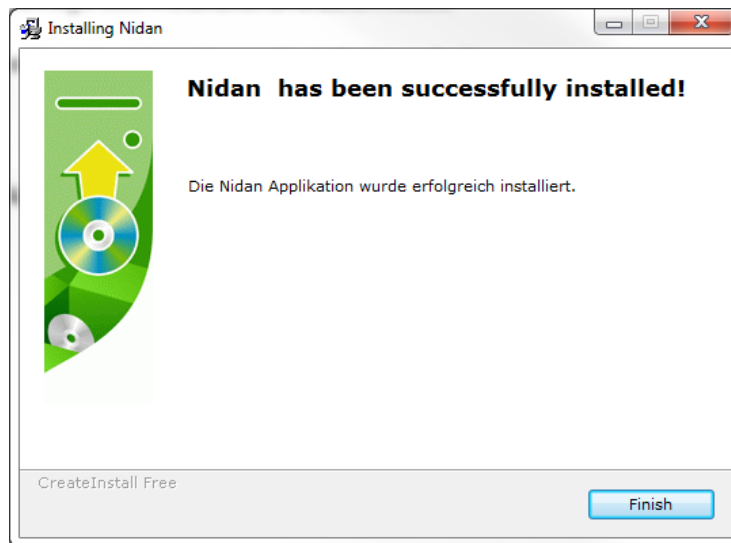 Installing Nidan
Nidan  has been successfully installed!
Die Nidan Applikation wurde erfolgreich installiert.
CreateInstall Free
Finish